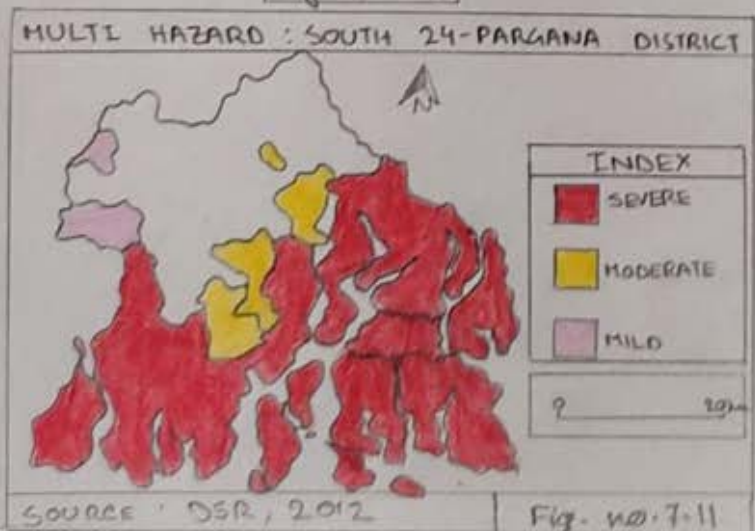 MULTI HAZARD : SOUTH 24-PARGANA DISTRICT
N
INDEX
SEVERE
MODERATE
MILD
SOURCE : DSR, 2012
Fig. no. 7.11